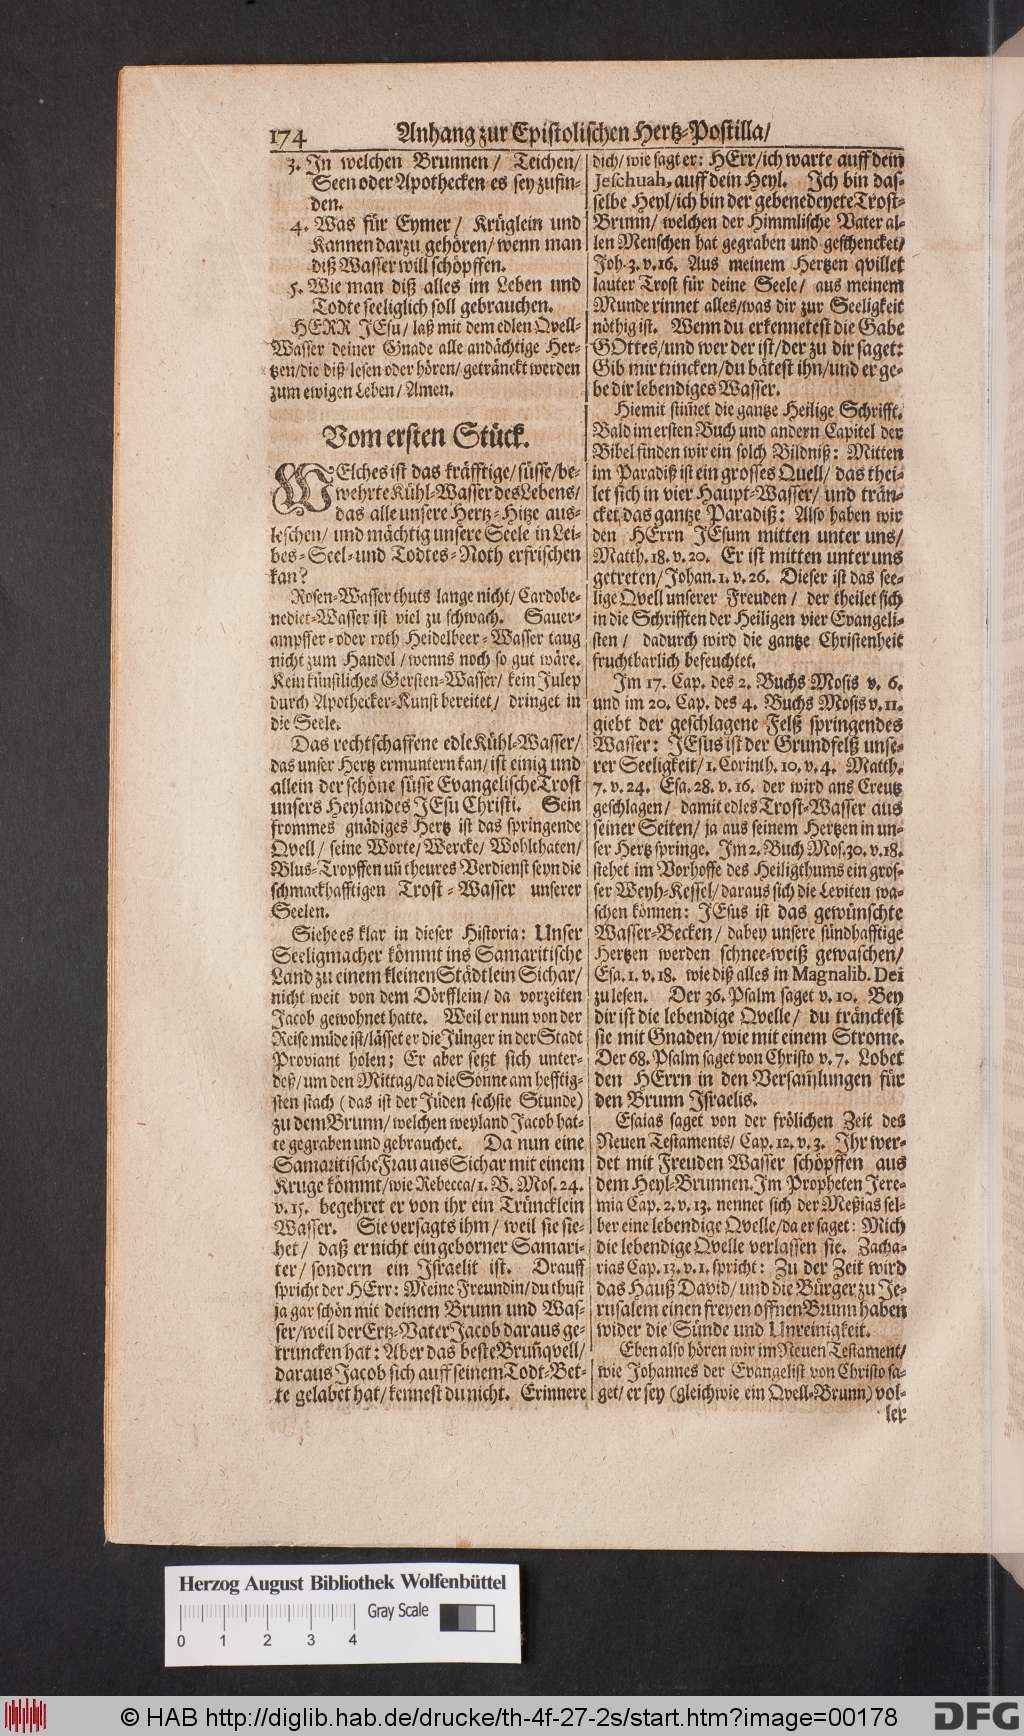 174 Anhang zur Epistolischen Hertz-Postilla/
3. In welchen Brunnen/ Teichen/
Seen oder Apothecken es sey zufin-
den.
4. Was für Eymer/ Krüglein und
Kannen darzu gehören/ wenn man
diß Wasser will schöpffen.
5. Wie man diß alles im Leben und
Todte seeliglich soll gebrauchen.
HERR JEsu/ laß mit dem edlen Qvell-
Wasser deiner Gnade alle andächtige Her-
tzen/die diß lesen oder hören/ geträncket werden
zum ewigen Leben/ Amen.
Vom ersten Stück.
WElches ist das kräfftige/ süsse/ be-
wehrte Kühl-Wasser des Lebens/
das alle unsere Hertz-Hitze aus-
leschen/ und mächtig unsere Seele in Lei-
bes-Seel-und Todtes-Noth erfrischen
kan?
Rosen-Wasser thuts lange nicht/ Cardobe-
nediet-Wasser ist viel zu schwach. Sauer-
ampffer-oder roth Heidelbeer-Wasser taug
nicht zum Handel/ wenns noch so gut wäre.
Kein künstliches Gersten-Wasser/ kein Julep
durch Apothecker-Kunst bereitet/ dringet in
die Seele.
Das rechtschaffene edle Kühl-Wasser/
das unser Hertz ermuntern kan/ ist einig und
allein der schöne süsse Evangelische Trost
unsers Heylandes JEsu Christi. Sein
frommes gnädiges Hertz ist das springende
Qvell/ seine Worte/ Wercke/ Wohlthaten/
Blus-Tropffen uñ theures Verdienst seyn die
schmackhafftigen Trost-Wasser unserer
Seelen.
Siehe es klar in dieser Historia: Unser
Seeligmacher kömmt ins Samaritische
Land zu einem kleinen Städtlein Sichar/
nicht weit von dem Dörfflein/ da vorzeiten
Jacob gewohnet hatte. Weil er nun von der
Reise müde ist/ lässet er die Jünger in der Stadt
Proviant holen; Er aber setzt sich unter-
deß/ um den Mittag/ da die Sonne am hefftig-
sten stach (das ist der Jüden sechste Stunde)
zu dem Brunn/ welchen weyland Jacob hat-
te gegraben und gebrauchet. Da nun eine
Samaritische Frau aus Sichar mit einem
Kruge kömmt/ wie Rebecca/ 1. B. Mos. 24.
v. 15. begehret er von ihr ein Trüncklein
Wasser. Sie versagts ihm/ weil sie sie-
het/ daß er nicht ein geborner Samari-
ter/ sondern ein Israelit ist. Drauff
spricht der HErr: Meine Freundin/ du thust
ja gar schön mit deinem Brunn und Was-
ser/ weil der Ertz-Vater Jacob daraus ge-
truncken hat: Aber das beste Bruñqvell/
daraus Jacob sich auff seinem Todt-Bet-
te gelabet hat/ kennest du nicht. Erinnere
dich/ wie sagt er: HErr/ ich warte auff dein
Jeschuah, auff dein Heyl. Ich bin das-
selbe Heyl/ ich bin der gebenedeyete Trost-
Brunn/ welchen der Himmlische Vater al-
len Menschen hat gegraben und geschencket/
Joh. 3. v. 16. Aus meinem Hertzen qvillet
lauter Trost für deine Seele/ aus meinem
Munde rinnet alles/ was dir zur Seeligkeit
nöthig ist. Wenn du erkennetest die Gabe
GOttes/ und wer der ist/ der zu dir saget:
Gib mir trincken/ du bätest ihn/ und er ge-
be dir lebendiges Wasser.
Hiemit stim̃et die gantze Heilige Schrifft.
Bald im ersten Buch und andern Capitel der
Bibel finden wir ein solch Bildniß: Mitten
im Paradiß ist ein grosses Quell/ das thei-
let sich in vier Haupt-Wasser/ und trän-
cket das gantze Paradiß: Also haben wir
den HErrn JEsum mitten unter uns/
Matth. 18. v. 20. Er ist mitten unter uns
getreten/ Johan. 1. v. 26. Dieser ist das see-
lige Qvell unserer Freuden/ der theilet sich
in die Schrifften der Heiligen vier Evangeli-
sten/ dadurch wird die gantze Christenheit
fruchtbarlich befeuchtet.
Im 17. Cap. des 2. Buchs Mosis v. 6.
und im 20. Cap. des 4. Buchs Mosis v. 11.
giebt der geschlagene Felß springendes
Wasser: JEsus ist der Grundfelß unse-
rer Seeligkeit/ 1. Corinth. 10. v. 4. Matth.
7. v. 24. Esa. 28. v. 16. der wird ans Creutz
geschlagen/ damit edles Trost-Wasser aus
seiner Seiten/ ja aus seinem Hertzen in un-
ser Hertz springe. Im 2. Buch Mos. 30. v. 18.
stehet im Vorhoffe des Heiligthums ein gros-
ser Weyh-Kessel/ daraus sich die Leviten wa-
schen können: JEsus ist das gewünschte
Wasser-Becken/ dabey unsere sündhafftige
Hertzen werden schnee-weiß gewaschen/
Esa. 1. v. 18. wie diß alles in Magnalib. Dei
zu lesen. Der 36. Psalm saget v. 10. Bey
dir ist die lebendige Qvelle/ du tränckest
sie mit Gnaden/ wie mit einem Strome.
Der 68. Psalm saget von Christo v. 7. Lobet
den HErrn in den Versam̃lungen für
den Brunn Israelis.
Esaias saget von der frölichen Zeit des
Neuen Testaments/ Cap. 12. v. 3. Ihr wer-
det mit Freuden Wasser schöpffen aus
dem Heyl-Brunnen. Im Propheten Jere-
mia Cap. 2. v. 13. nennet sich der Meßias sel-
ber eine lebendige Qvelle/ da er saget: Mich
die lebendige Qvelle verlassen sie. Zacha-
rias Cap. 13. v. 1. spricht: Zu der Zeit wird
das Hauß David/ und die Bürger zu Je-
rusalem einen freyen offnen Brunn haben
wider die Sünde und Unreinigkeit.
Eben also hören wir im Neuen Testament/
wie Johannes der Evangelist von Christo sa-
get/ er sey (gleichwie ein Qvell-Brunn) vol-
ler
Herzog August Bibliothek Wolfenbüttel
Gray Scale
0 1 2 3 4
© HAB http://diglib.hab.de/drucke/th-4f-27-2s/start.htm?image=00178
DFG